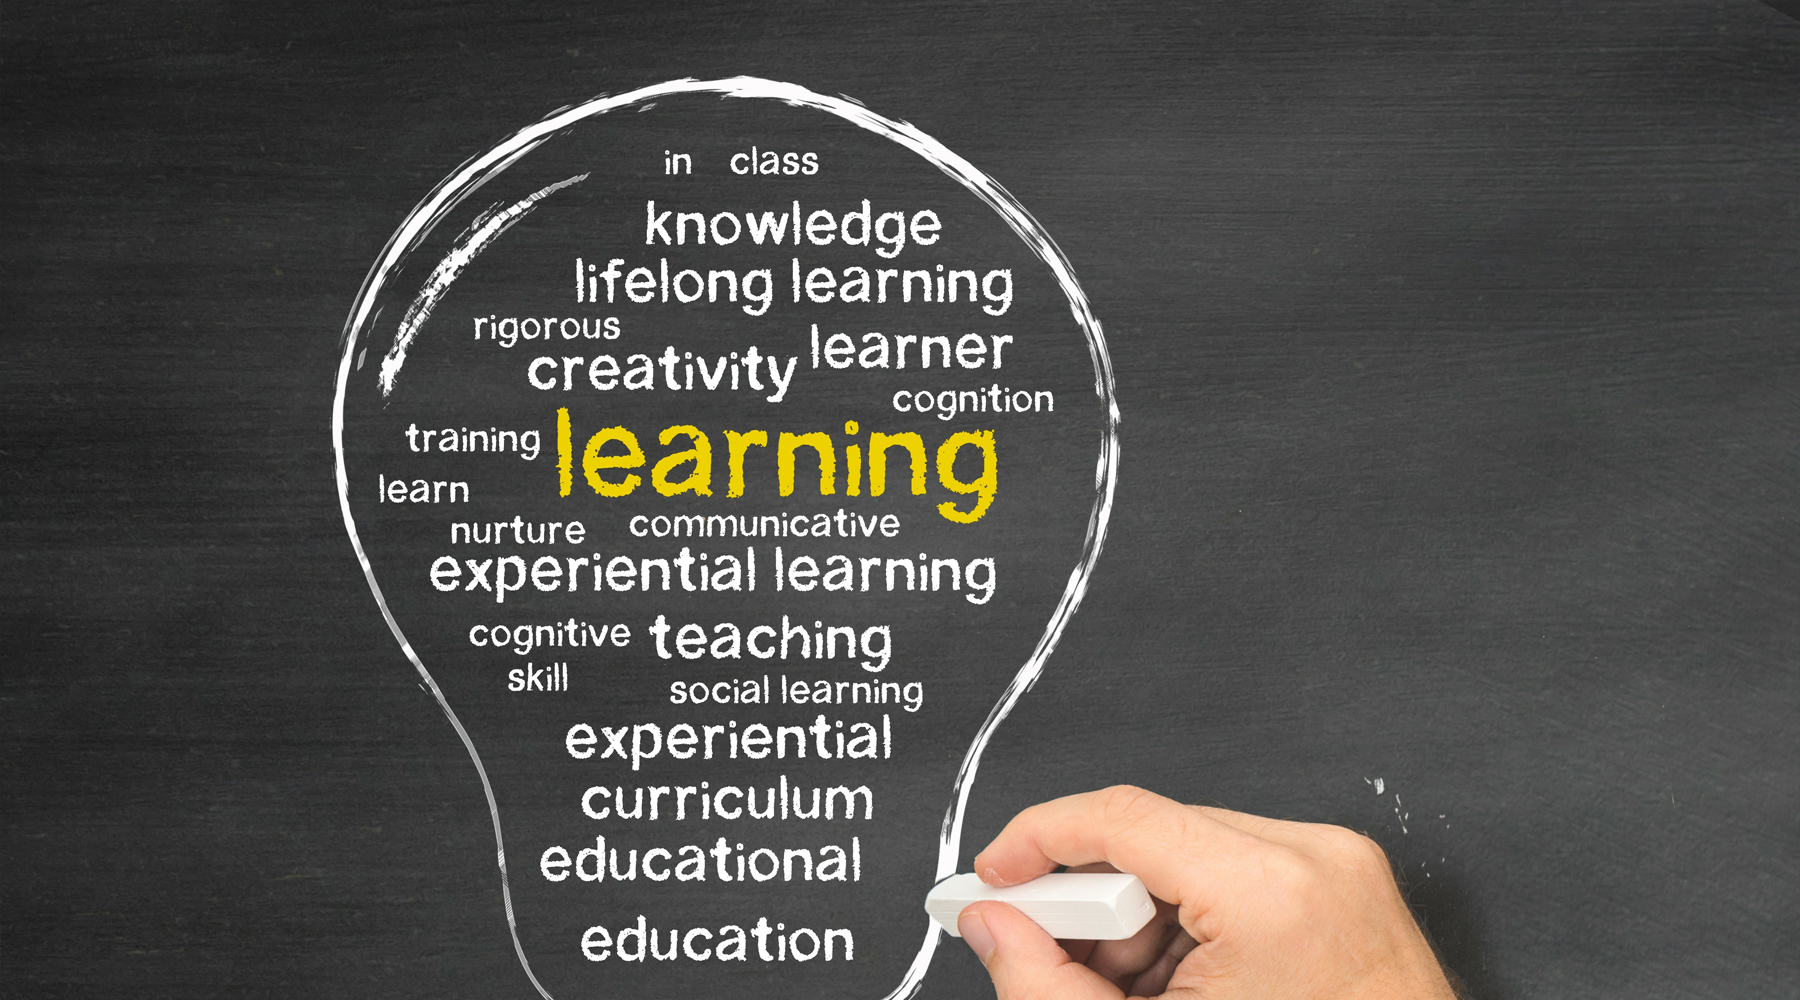 in class
knowledge
lifelong learning
rigorous
learner
creativity
cognition
learning
training
learn
communicative
nurture
experiential learning
cognitive teaching
skill
social learning
experiential
curriculum
educational
education